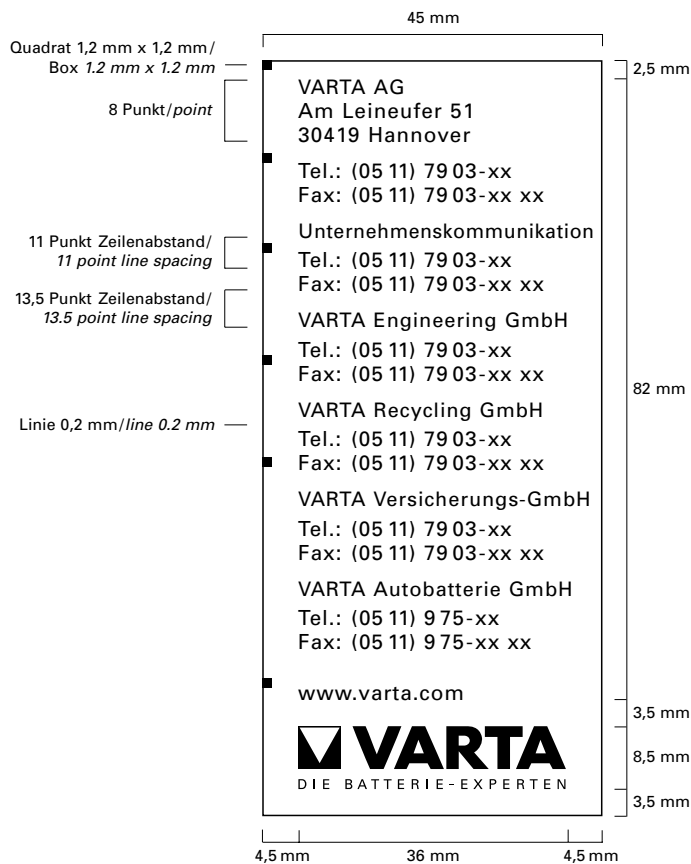 45 mm
Quadrat 1,2 mm x 1,2 mm/
Box 1.2 mm x 1.2 mm
8 Punkt/point
11 Punkt Zeilenabstand/
11 point line spacing
13,5 Punkt Zeilenabstand/
13.5 point line spacing
Linie 0,2 mm/line 0.2 mm
VARTA AG
Am Leineufer 51
30419 Hannover
Tel.: (05 11) 79 03-xx
Fax: (05 11) 79 03-xx xx
Unternehmenskommunikation
Tel.: (05 11) 79 03-xx
Fax: (05 11) 79 03-xx xx
VARTA Engineering GmbH
Tel.: (05 11) 79 03-xx
Fax: (05 11) 79 03-xx xx
VARTA Recycling GmbH
Tel.: (05 11) 79 03-xx
Fax: (05 11) 79 03-xx xx
VARTA Versicherungs-GmbH
Tel.: (05 11) 79 03-xx
Fax: (05 11) 79 03-xx xx
VARTA Autobatterie GmbH
Tel.: (05 11) 9 75-xx
Fax: (05 11) 9 75-xx xx
www.varta.com
VARTA
DIE BATTERIE-EXPERTEN
2,5 mm
82 mm
3,5 mm
8,5 mm
3,5 mm
4,5 mm
36 mm
4,5 mm